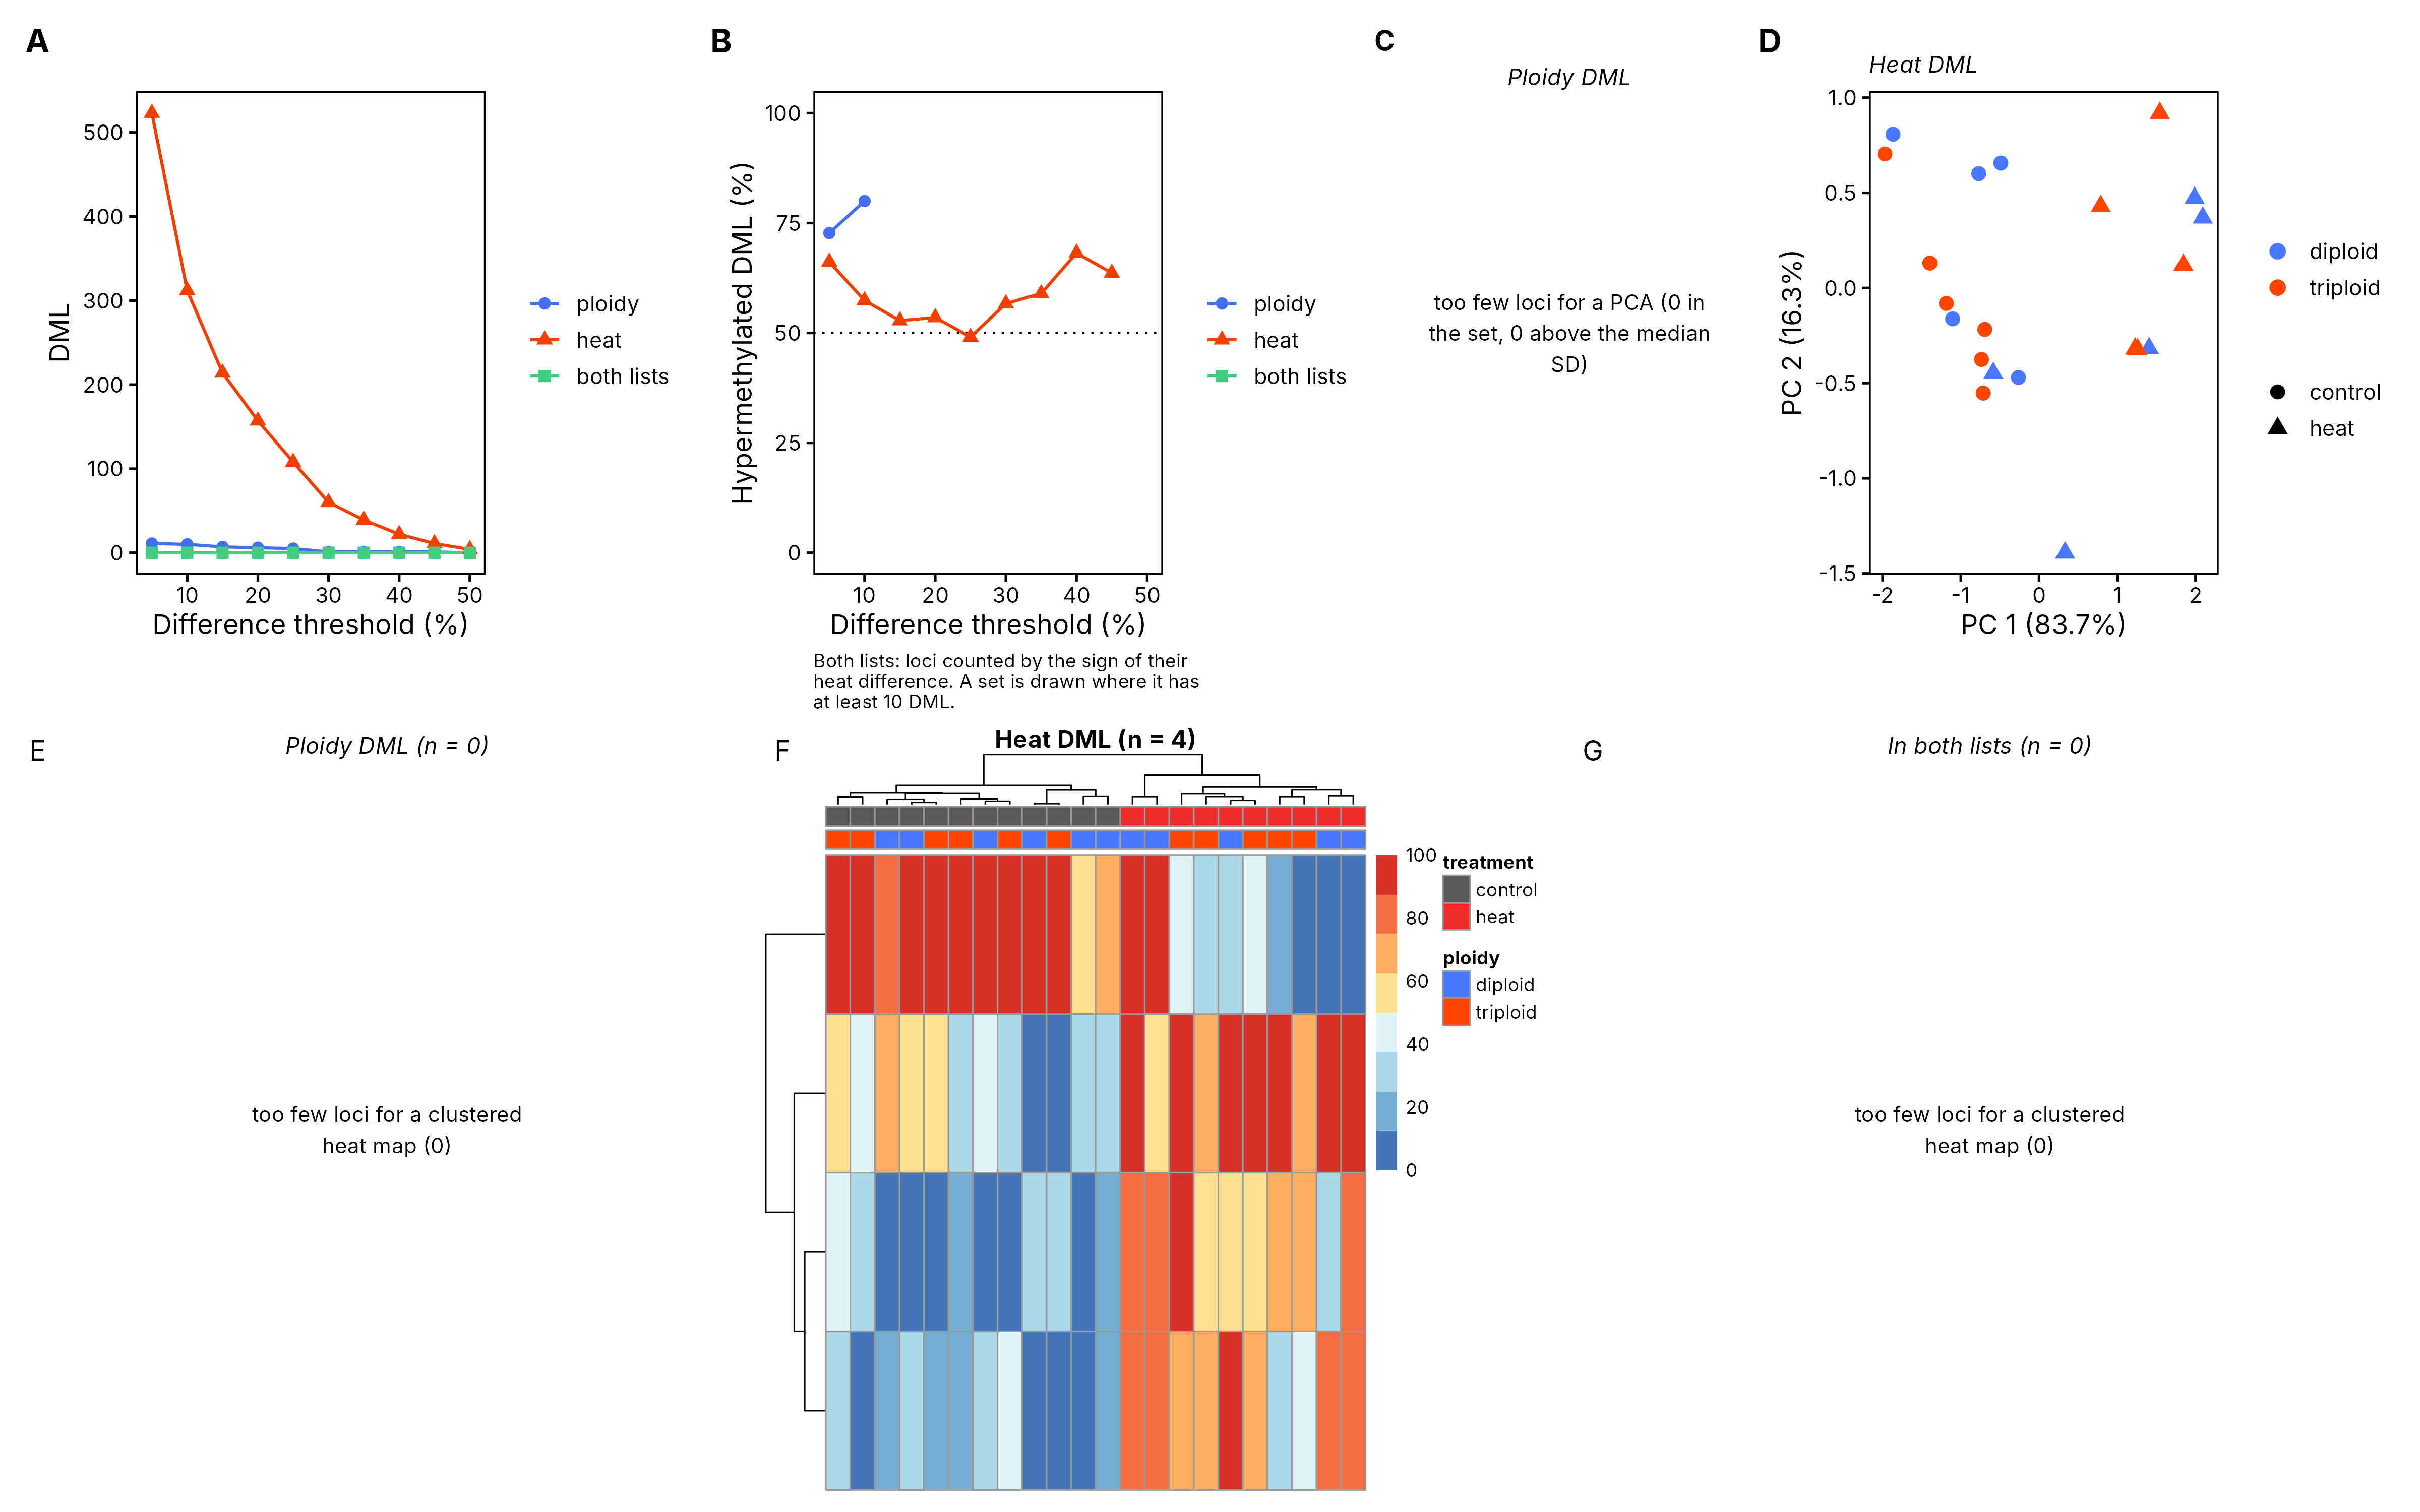 A
B
C
D
Ploidy DML
Heat DML
DML
500
400
300
200
100
0
10
20
30
40
50
Difference threshold (%)
ploidy
heat
both lists
Hypermethylated DML (%)
100
75
50
25
0
10
20
30
40
50
Difference threshold (%)
Both lists: loci counted by the sign of their
heat difference. A set is drawn where it has
at least 10 DML.
ploidy
heat
both lists
too few loci for a PCA (0 in
the set, 0 above the median
SD)
PC 2 (16.3%)
1.0
0.5
0.0
-0.5
-1.0
-1.5
-2
-1
0
1
2
PC 1 (83.7%)
diploid
triploid
control
heat
E
Ploidy DML (n = 0)
too few loci for a clustered
heat map (0)
F
Heat DML (n = 4)
100
80
60
40
20
0
treatment
control
heat
ploidy
diploid
triploid
G
In both lists (n = 0)
too few loci for a clustered
heat map (0)